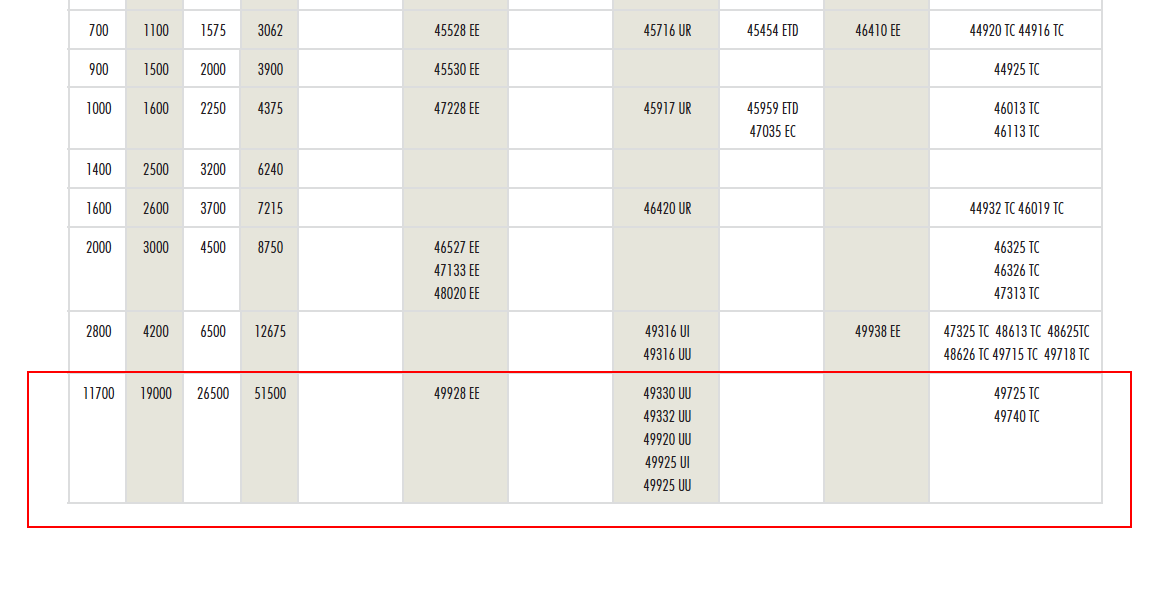 700 1100 1575 3062 45528 EE 45716 UR 45454 ETD 46410 EE 44920 TC 44916 TC
900 1500 2000 3900 45530 EE 44925 TC
1000 1600 2250 4375 47228 EE 45917 UR 45959 ETD 46013 TC
47035 EC 46113 TC
1400 2500 3200 6240
1600 2600 3700 7215 46420 UR 44932 TC 46019 TC
2000 3000 4500 8750 46527 EE 46325 TC
47133 EE 46326 TC
48020 EE 47313 TC
2800 4200 6500 12675 49316 UI 49938 EE 47325 TC 48613 TC 48625TC
49316 UU 48626 TC 49715 TC 49718 TC
11700 19000 26500 51500 49928 EE 49330 UU 49725 TC
49332 UU 49740 TC
49920 UU
49925 UI
49925 UU